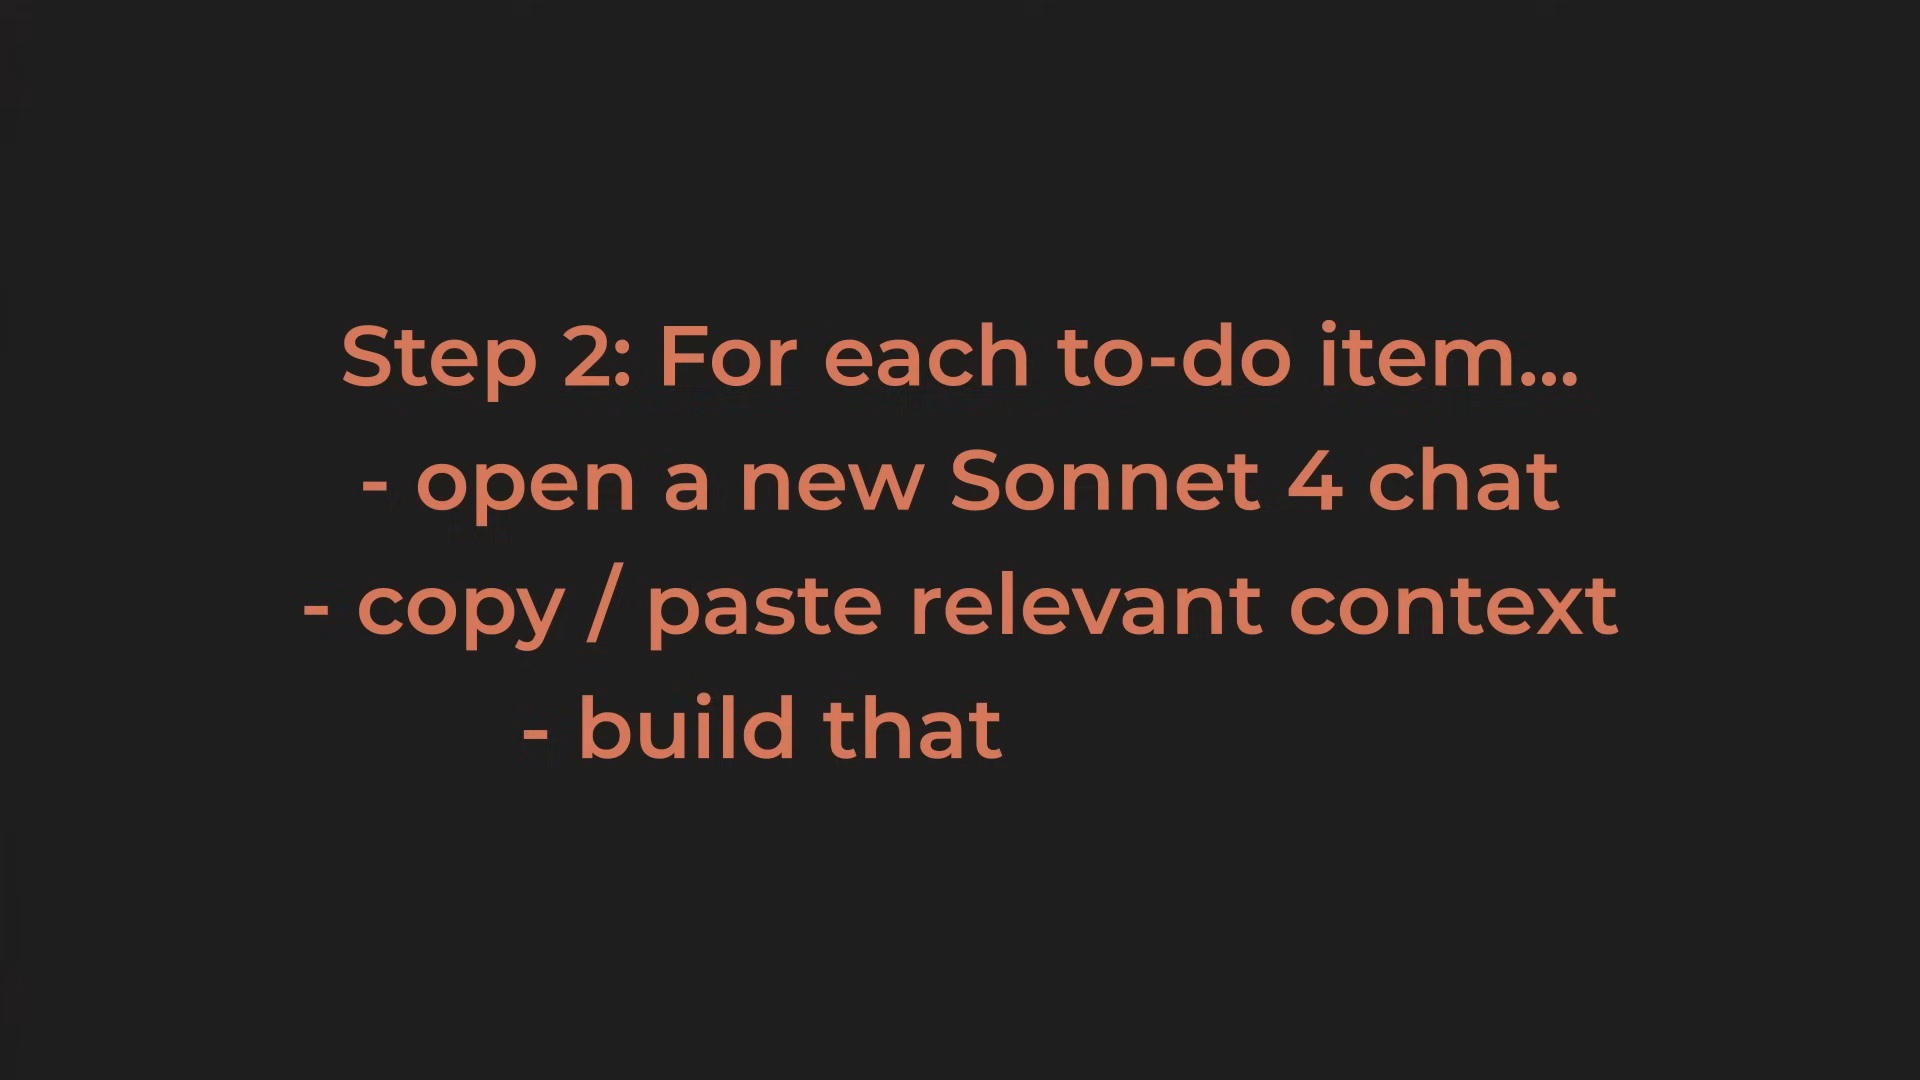 Step 2: For each to-do item...
- open a new Sonnet 4 chat
- copy / paste relevant context
- build that